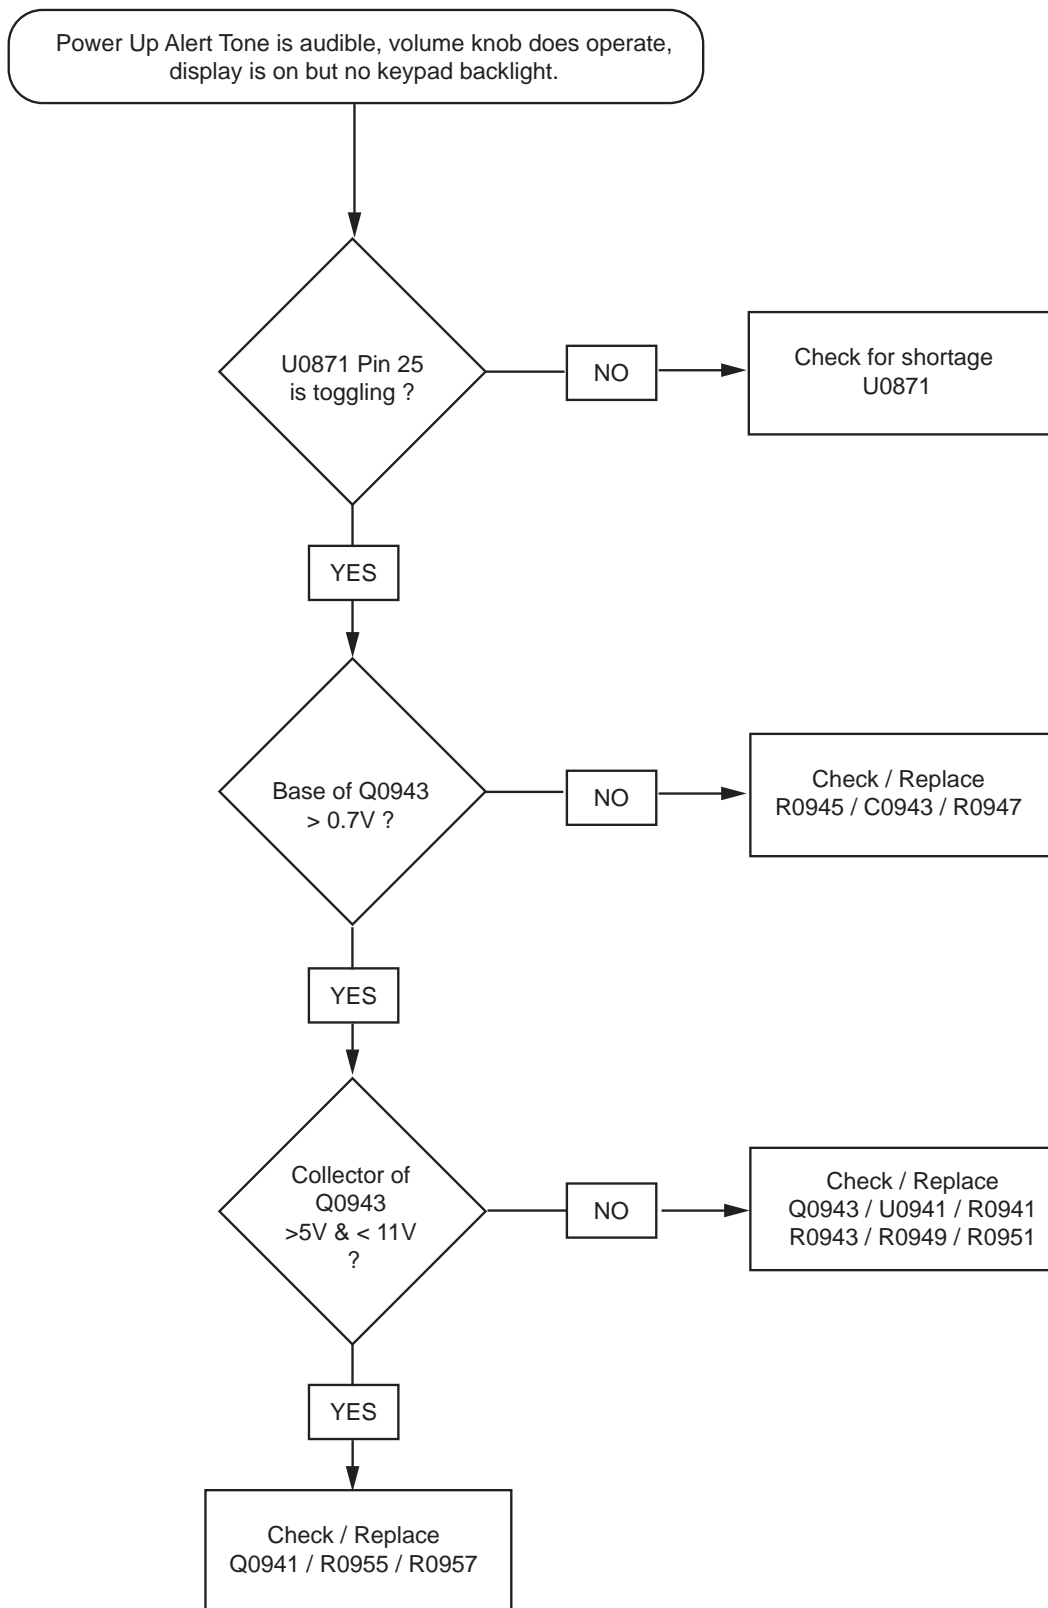 Power Up Alert Tone is audible, volume knob does operate,
display is on but no keypad backlight.
U0871 Pin 25
is toggling ?
NO
Check for shortage
U0871
YES
Base of Q0943
> 0.7V ?
NO
Check / Replace
R0945 / C0943 / R0947
YES
Collector of
Q0943
>5V & < 11V
?
NO
Check / Replace
Q0943 / U0941 / R0941
R0943 / R0949 / R0951
YES
Check / Replace
Q0941 / R0955 / R0957